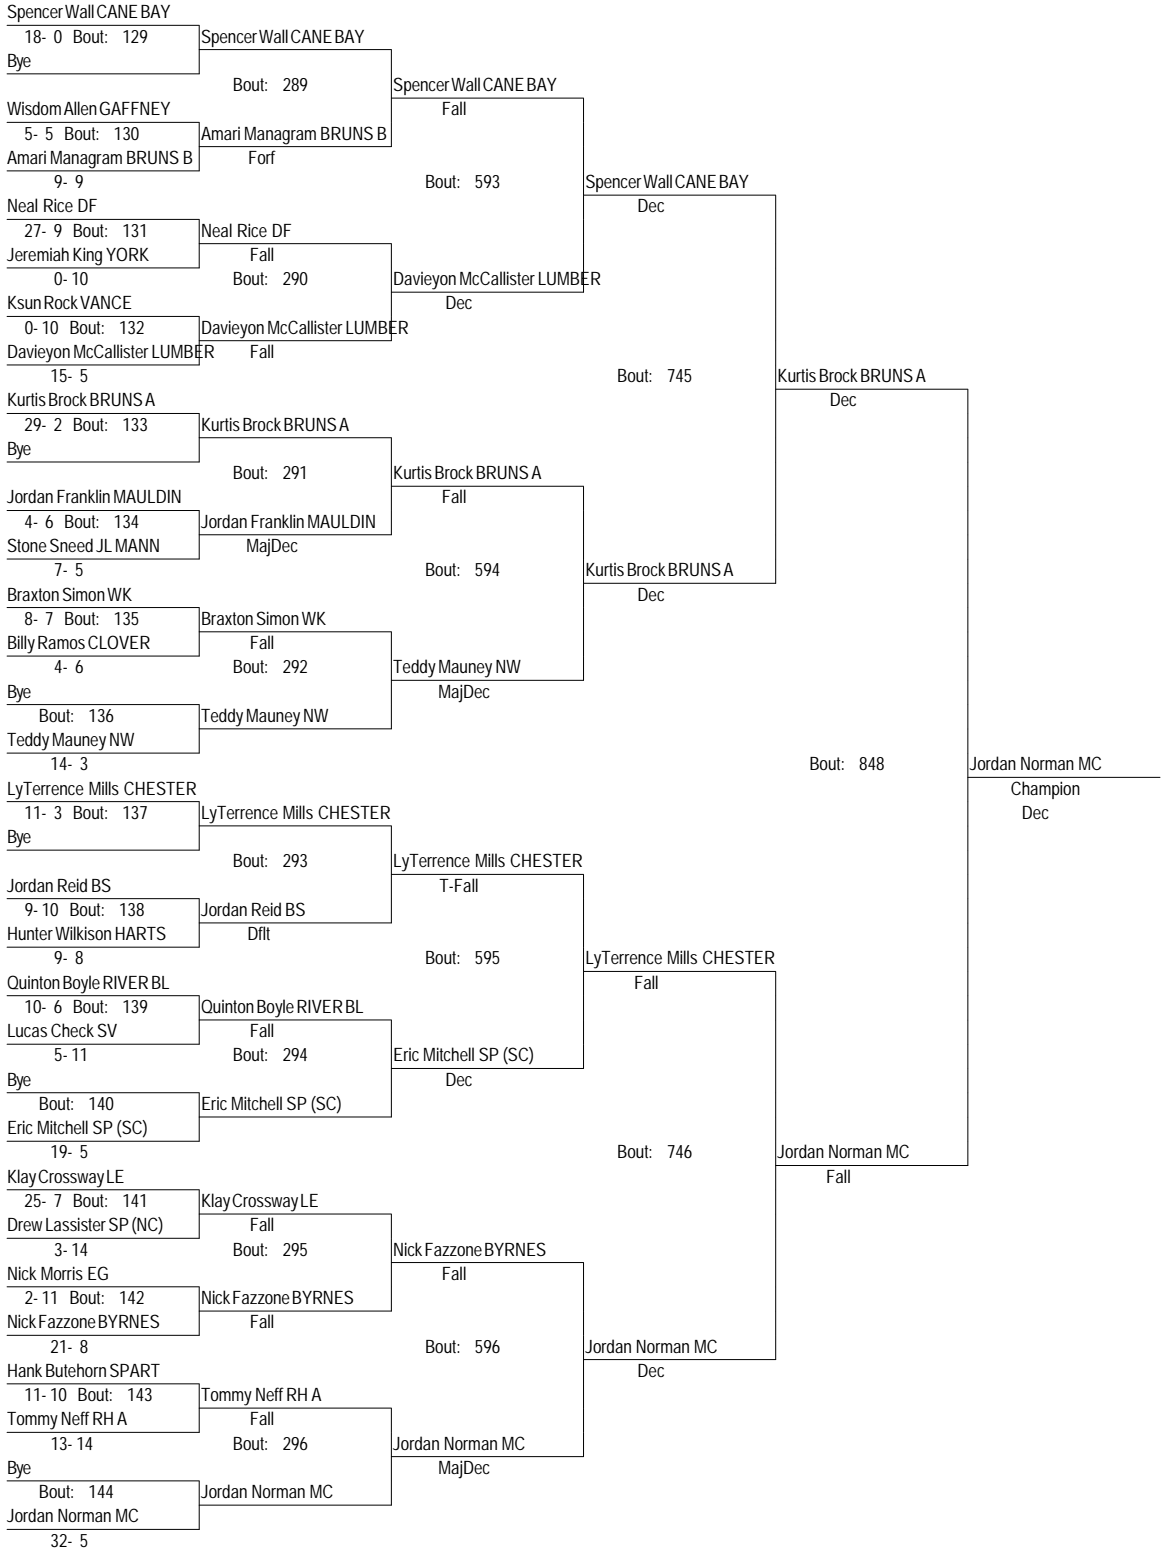 Spencer Wall CANE BAY
18- 0 Bout: 129 Spencer Wall CANE BAY
Bye
Bout: 289 Spencer Wall CANE BAY
Wisdom Allen GAFFNEY Fall
5- 5 Bout: 130 Amari Managram BRUNS B
Amari Managram BRUNS B Forf
9- 9 Bout: 593 Spencer Wall CANE BAY
Neal Rice DF Dec
27- 9 Bout: 131 Neal Rice DF
Jeremiah King YORK Fall
0- 10 Bout: 290 Davieyon McCallister LUMBER
Ksun Rock VANCE Dec
0- 10 Bout: 132 Davieyon McCallister LUMBER
Davieyon McCallister LUMBER Fall
15- 5 Bout: 745 Kurtis Brock BRUNS A
Kurtis Brock BRUNS A Dec
29- 2 Bout: 133 Kurtis Brock BRUNS A
Bye
Bout: 291 Kurtis Brock BRUNS A
Jordan Franklin MAULDIN Fall
4- 6 Bout: 134 Jordan Franklin MAULDIN
Stone Sneed JL MANN MajDec
7- 5 Bout: 594 Kurtis Brock BRUNS A
Braxton Simon WK Dec
8- 7 Bout: 135 Braxton Simon WK
Billy Ramos CLOVER Fall
4- 6 Bout: 292 Teddy Mauney NW
Bye MajDec
Bout: 136 Teddy Mauney NW
Teddy Mauney NW
14- 3 Bout: 848 Jordan Norman MC
LyTerrence Mills CHESTER Champion
11- 3 Bout: 137 LyTerrence Mills CHESTER Dec
Bye
Bout: 293 LyTerrence Mills CHESTER
Jordan Reid BS T-Fall
9- 10 Bout: 138 Jordan Reid BS
Hunter Wilkison HARTS Dflt
9- 8 Bout: 595 LyTerrence Mills CHESTER
Quinton Boyle RIVER BL Fall
10- 6 Bout: 139 Quinton Boyle RIVER BL
Lucas Check SV Fall
5- 11 Bout: 294 Eric Mitchell SP (SC)
Bye Dec
Bout: 140 Eric Mitchell SP (SC)
Eric Mitchell SP (SC)
19- 5 Bout: 746 Jordan Norman MC
Klay Crossway LE Fall
25- 7 Bout: 141 Klay Crossway LE
Drew Lassister SP (NC) Fall
3- 14 Bout: 295 Nick Fazzone BYRNES
Nick Morris EG Fall
2- 11 Bout: 142 Nick Fazzone BYRNES
Nick Fazzone BYRNES Fall
21- 8 Bout: 596 Jordan Norman MC
Hank Butehorn SPART Dec
11- 10 Bout: 143 Tommy Neff RH A
Tommy Neff RH A Fall
13- 14 Bout: 296 Jordan Norman MC
Bye MajDec
Bout: 144 Jordan Norman MC
Jordan Norman MC
32- 5